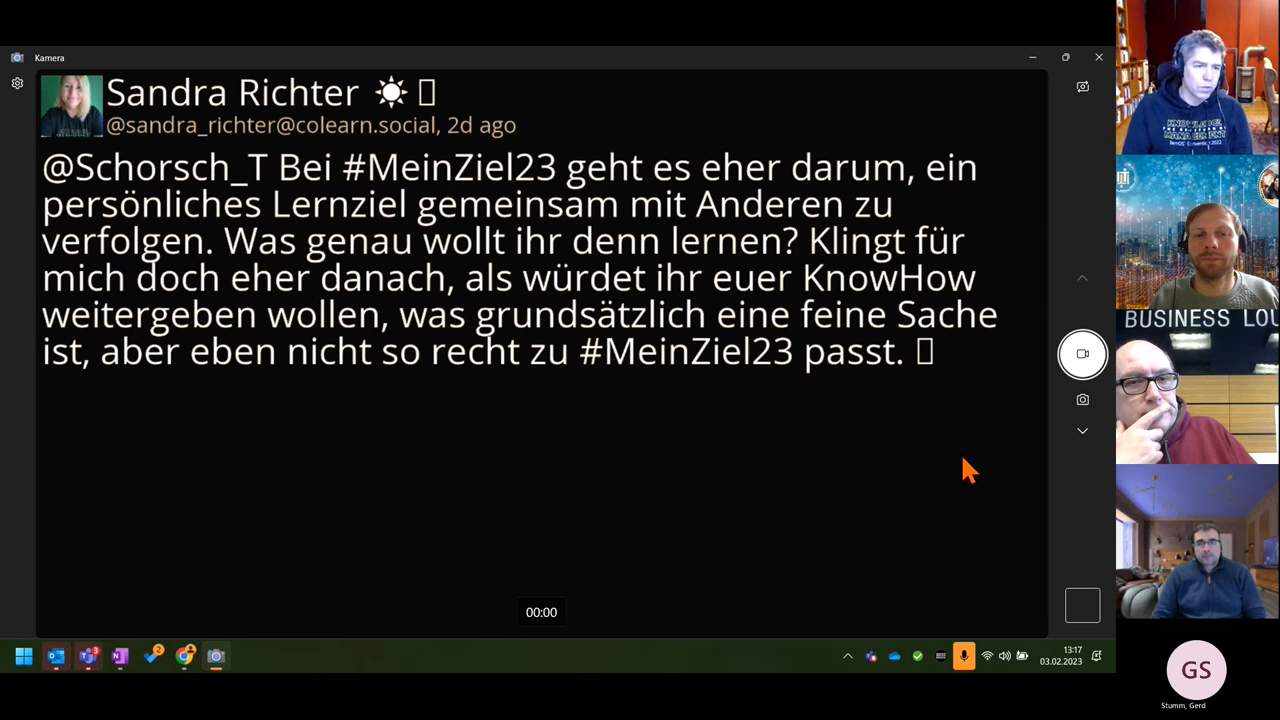 Kamera
Sandra Richter ☀
@sandra_richter@colearn.social, 2d ago
@Schorsch_T Bei #MeinZiel23 geht es eher darum, ein
persönliches Lernziel gemeinsam mit Anderen zu
verfolgen. Was genau wollt ihr denn lernen? Klingt für
mich doch eher danach, als würdet ihr euer KnowHow
weitergeben wollen, was grundsätzlich eine feine Sache
ist, aber eben nicht so recht zu #MeinZiel23 passt.
00:00
3
2
13:17
03.02.2023
BUSINESS LOU
GS
Stumm, Gerd